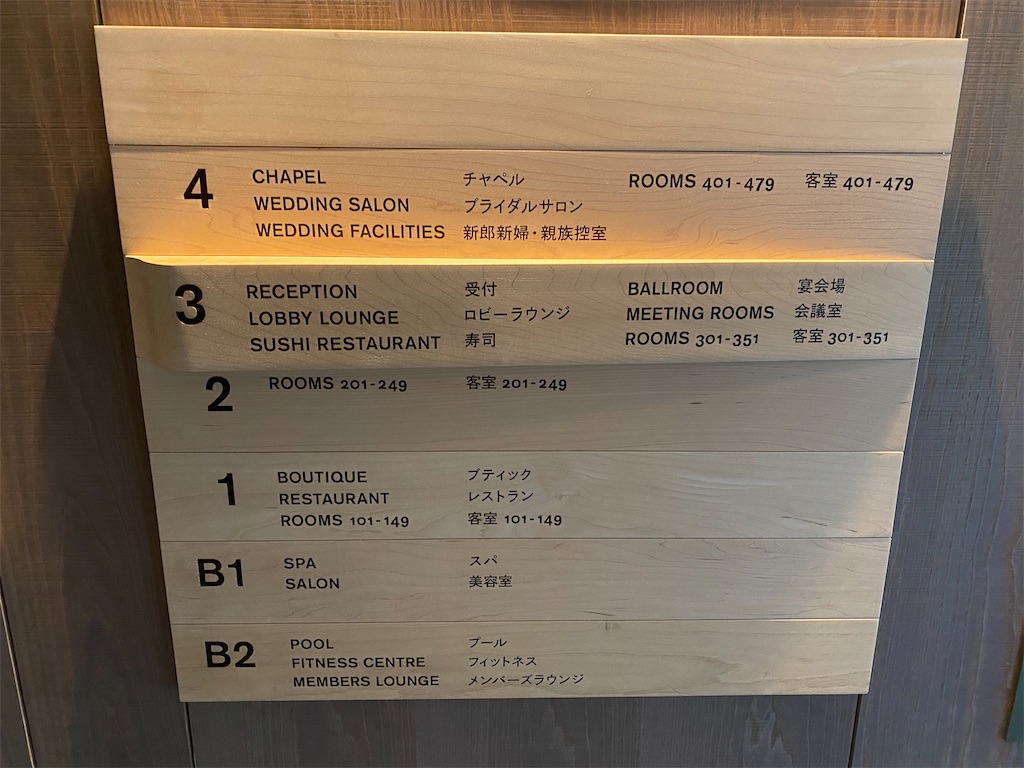 4 CHAPEL チャペル ROOMS 401-479 客室 401-479
WEDDING SALON ブライダルサロン
WEDDING FACILITIES 新郎新婦・親族控室
3 RECEPTION 受付 BALLROOM 宴会場
LOBBY LOUNGE ロビーラウンジ MEETING ROOMS 会議室
SUSHI RESTAURANT 寿司 ROOMS 301-351 客室 301-351
2 ROOMS 201-249 客室 201-249
1 BOUTIQUE ブティック
RESTAURANT レストラン
ROOMS 101-149 客室 101-149
B1 SPA スパ
SALON 美容室
B2 POOL プール
FITNESS CENTRE フィットネス
MEMBERS LOUNGE メンバーズラウンジ